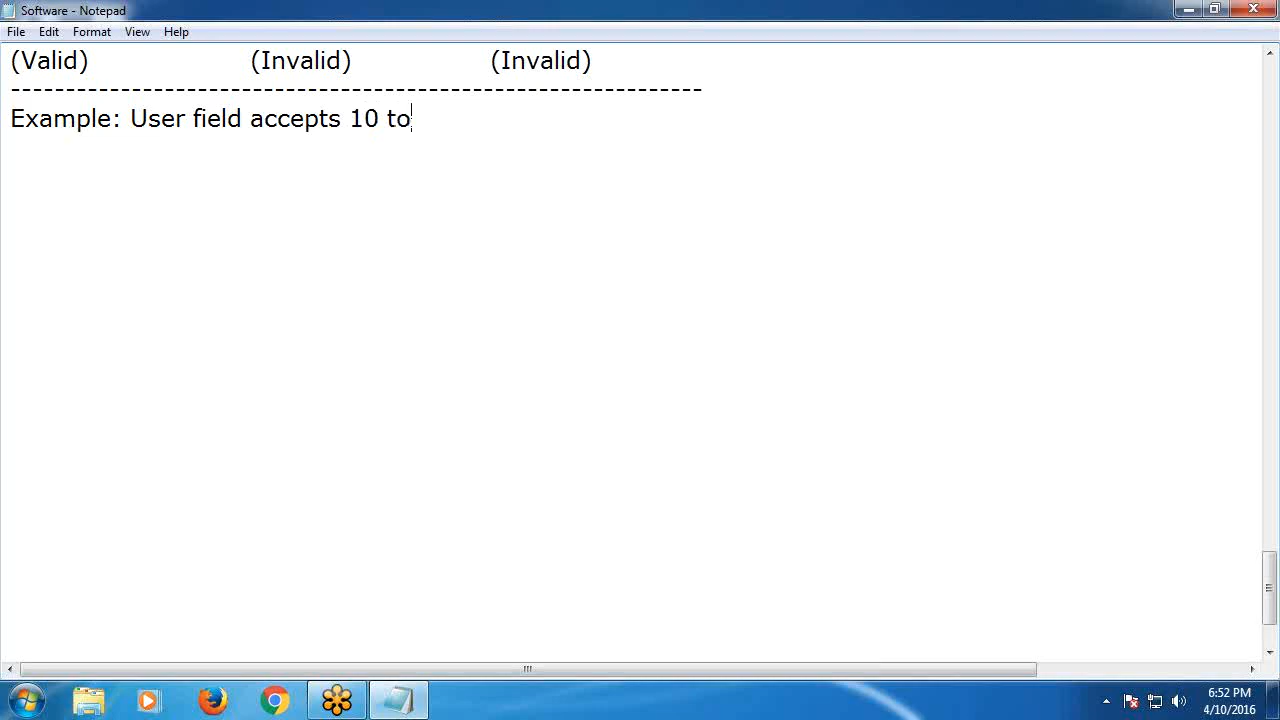 Software - Notepad
File Edit Format View Help
(Valid) (Invalid) (Invalid)
----------------------------------------------------------------
Example: User field accepts 10 to
6:52 PM
4/10/2016